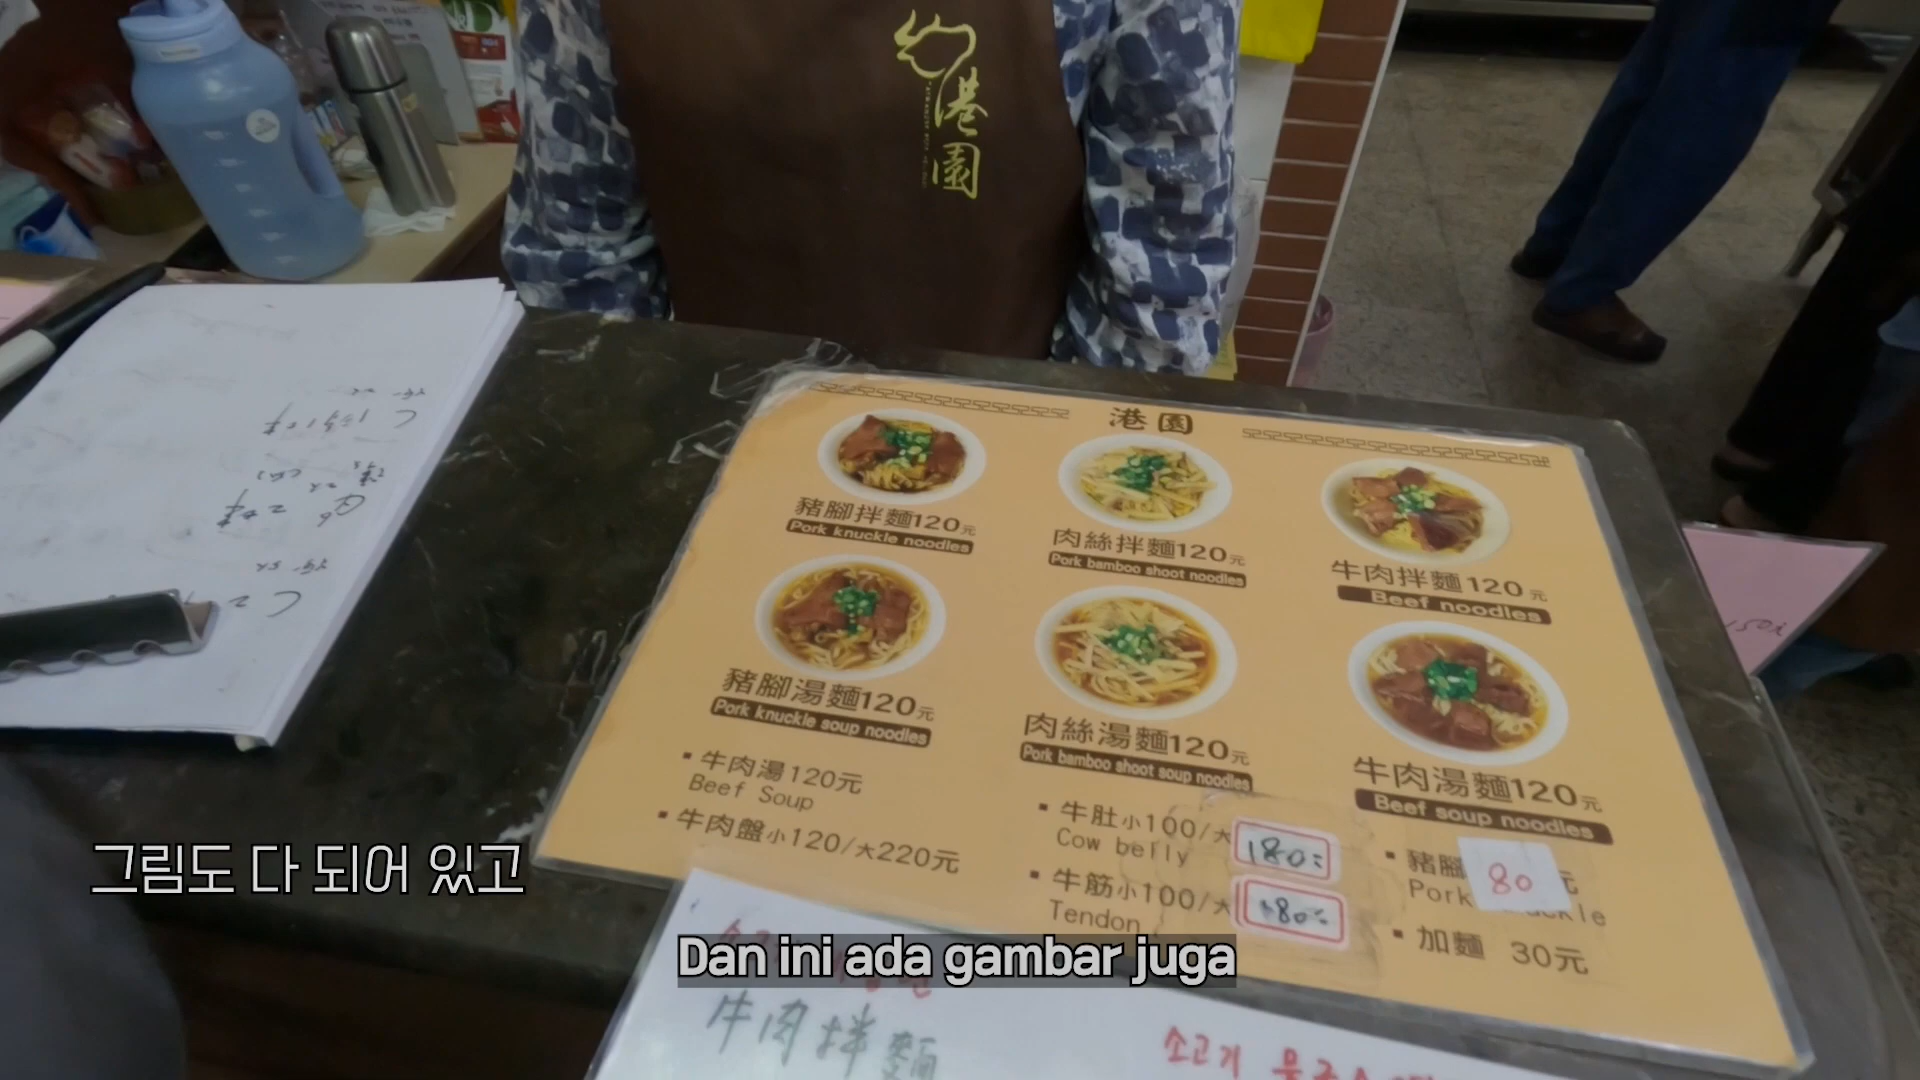 港園
港園
豬腳拌麵120元
Pork knuckle noodles
肉絲拌麵120元
Pork bamboo shoot noodles
牛肉拌麵120元
Beef noodles
豬腳湯麵120元
Pork knuckle soup noodles
肉絲湯麵120元
Pork bamboo shoot soup noodles
牛肉湯麵120元
Beef soup noodles
牛肉湯120元
Beef Soup
牛肉盤小120/大220元
牛肚小100/大180元
Cow belly
牛筋小100/大180元
Tendon
豬腳 80 元
Pork
加麵 30元
그림도 다 되어 있고
Dan ini ada gambar juga
牛肉拌麵
소고기